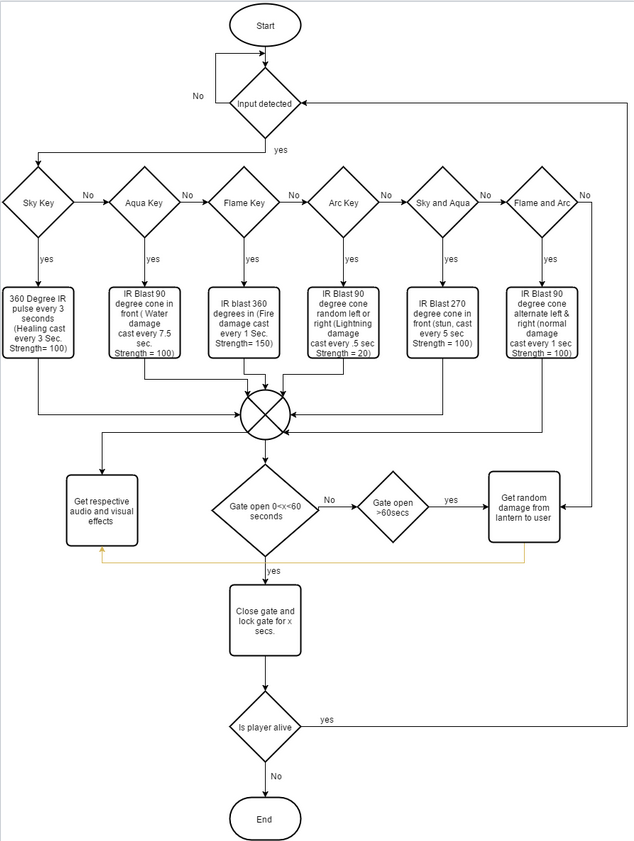 Start
No
Input detected
yes
Sky Key
No
Aqua Key
No
Flame Key
No
Arc Key
No
Sky and Aqua
No
Flame and Arc
No
yes
yes
yes
yes
yes
yes
360 Degree IR
pulse every 3
seconds
(Healing cast
every 3 Sec.
Strength= 100)
IR Blast 90
degree cone in
front ( Water
damage
cast every 7.5
sec.
Strength = 100)
IR blast 360
degrees in (Fire
damage cast
every 1 Sec.
Strength= 150)
IR Blast 90
degree cone
random left or
right (Lightning
damage
cast every .5 sec
Strength = 20)
IR Blast 270
degree cone in
front (stun, cast
every 5 sec
Strength = 100)
IR Blast 90
degree cone
alternate left &
right (normal
damage
cast every 1 sec
Strength = 100)
Get respective
audio and visual
effects
Gate open 0<x<60
seconds
No
Gate open
>60secs
yes
Get random
damage from
lantern to user
yes
Close gate and
lock gate for x
secs.
Is player alive
yes
No
End